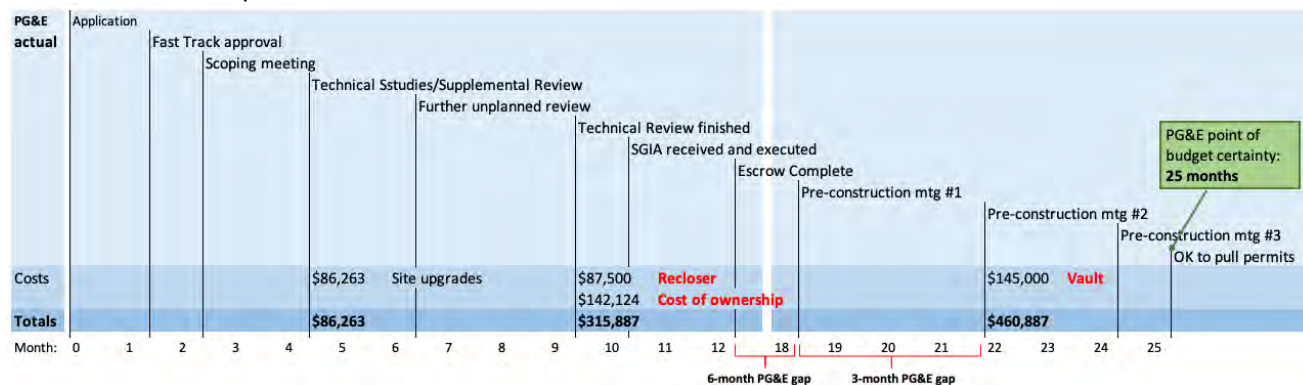 PG&E Application
actual Fast Track approval
Scoping meeting
Technical Sstudies/Supplemental Review
Further unplanned review
Technical Review finished
SGIA received and executed
Escrow Complete
Pre-construction mtg #1
Pre-construction mtg #2
Pre-construction mtg #3
OK to pull permits
PG&E point of
budget certainty:
25 months
Costs $86,263 Site upgrades $87,500 Recloser $145,000 Vault
$142,124 Cost of ownership
Totals $86,263 $315,887 $460,887
Month: 0 1 2 3 4 5 6 7 8 9 10 11 12 18 19 20 21 22 23 24 25
6-month PG&E gap 3-month PG&E gap